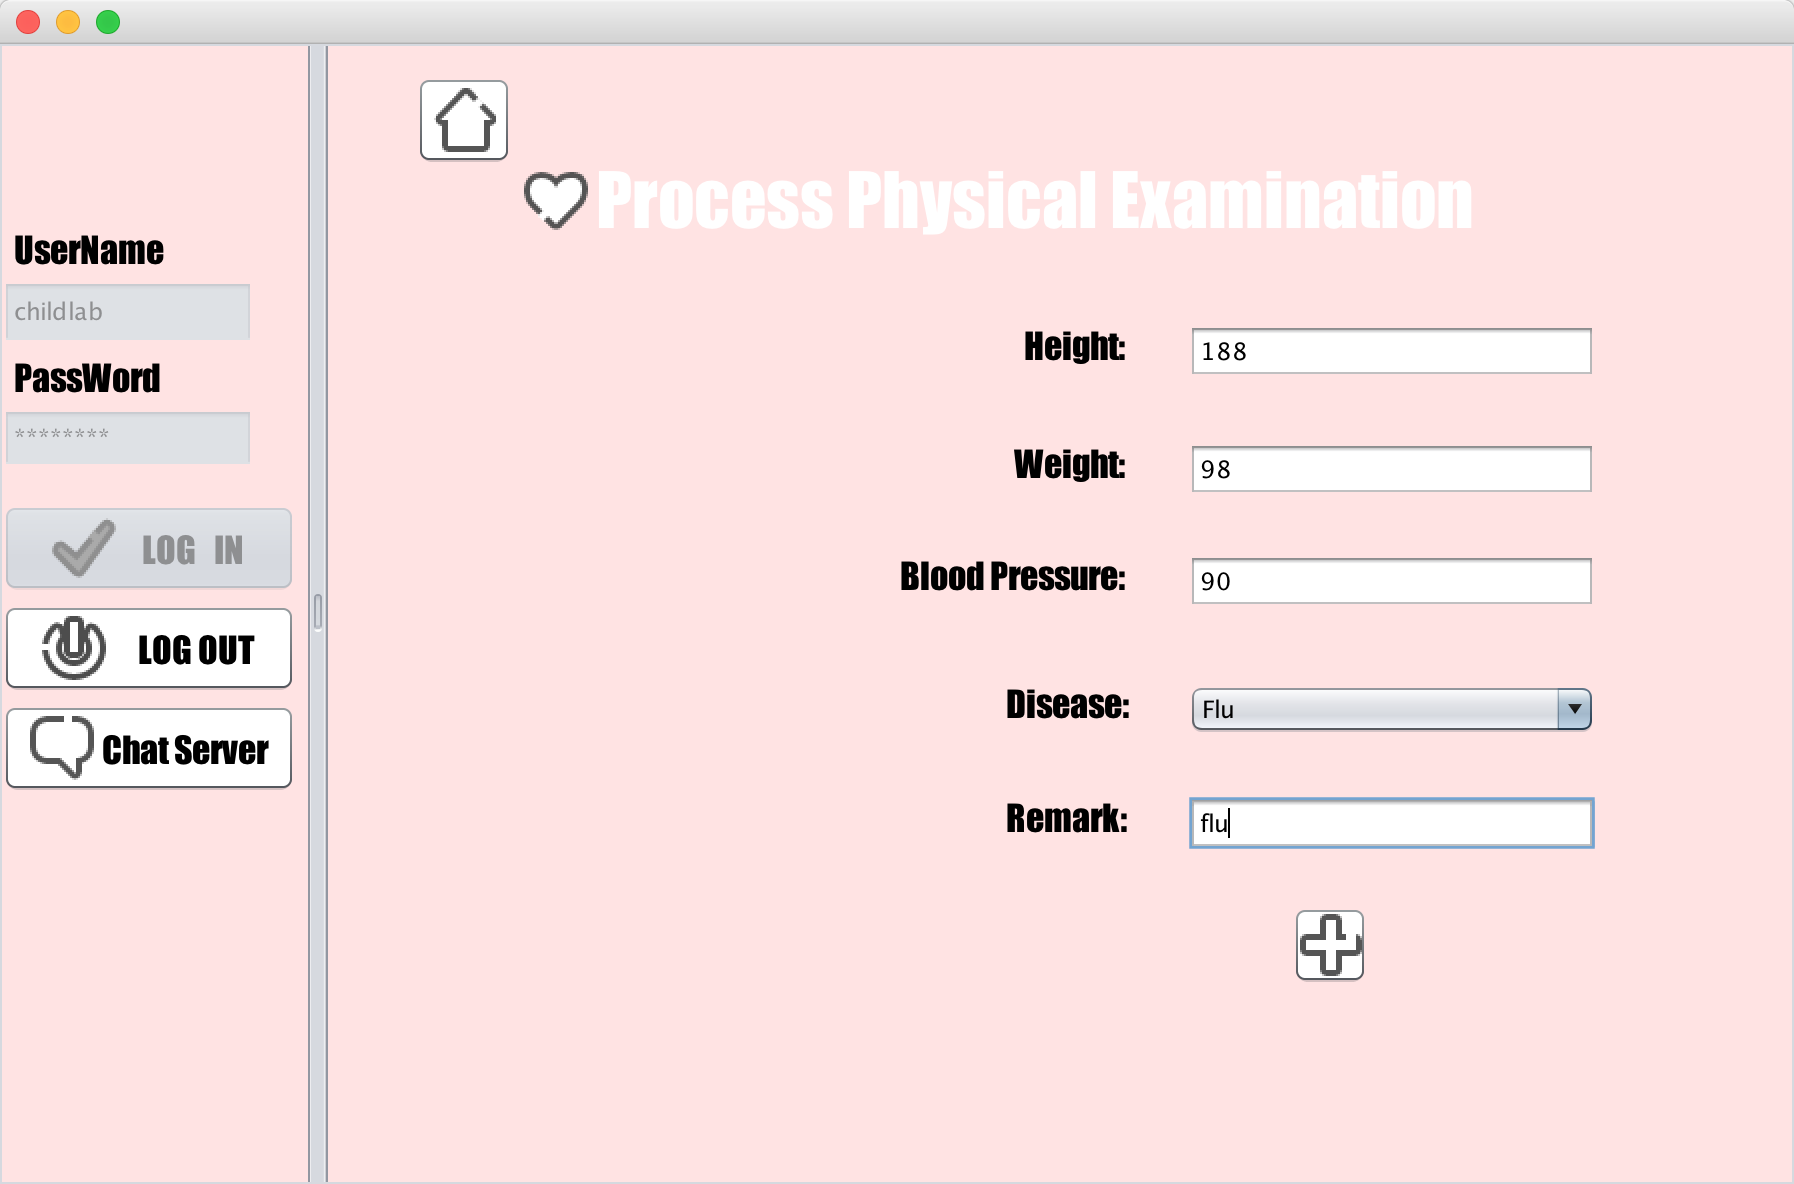 UserName
childlab
PassWord
********
LOG IN
LOG OUT
Chat Server
Process Physical Examination
Height:
188
Weight:
98
Blood Pressure:
90
Disease:
Flu
Remark:
flu